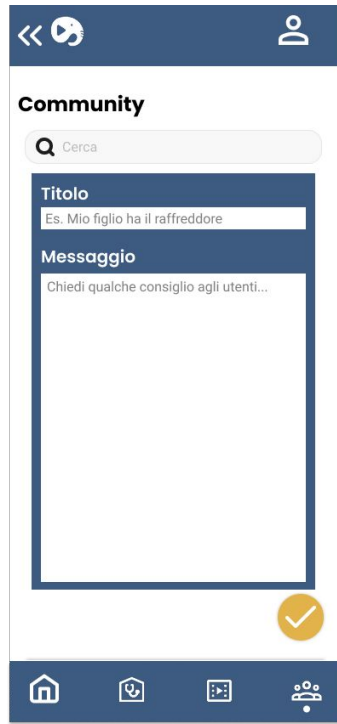 Community
Cerca
Titolo
Es. Mio figlio ha il raffreddore
Messaggio
Chiedi qualche consiglio agli utenti...